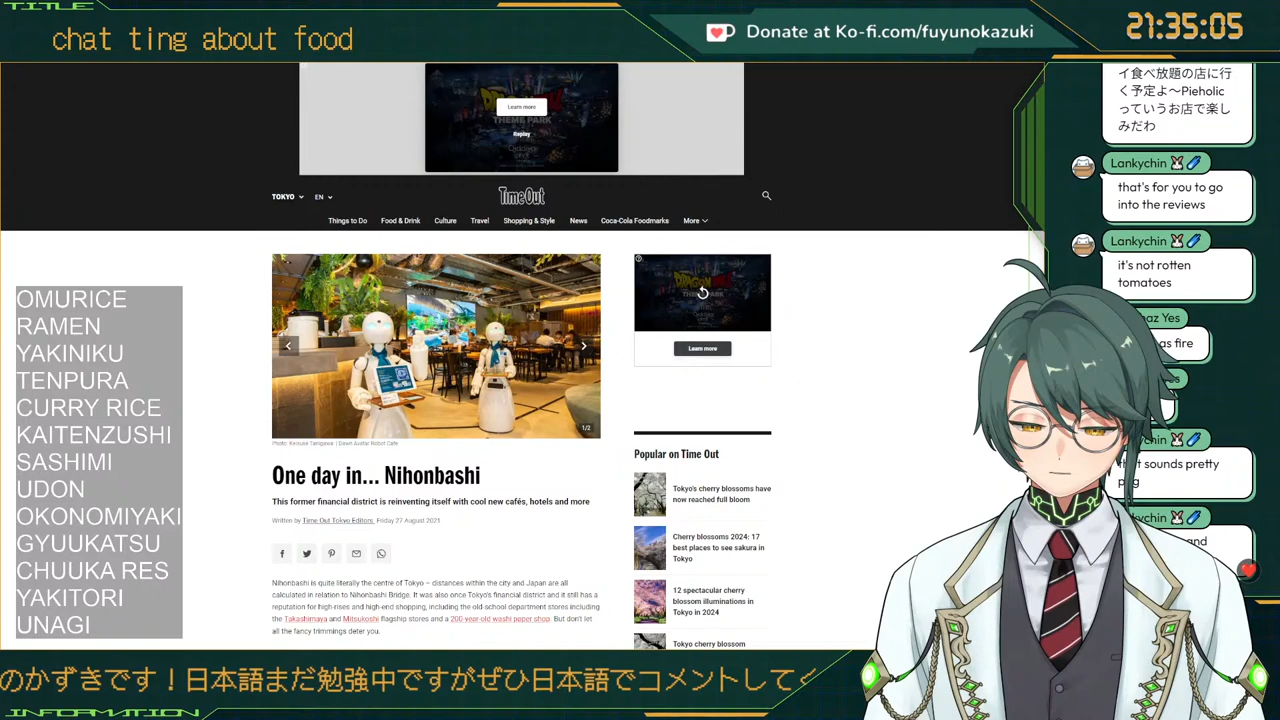 TITLE
chat ting about food
Donate at Ko-fi.com/fuyunokazuki
21:35:05
Learn more
THEME PARK
Replay
TOKYO
EN
TimeOut
Things to Do
Food & Drink
Culture
Travel
Shopping & Style
News
Coca-Cola Foodmarks
More
1/2
Photo: Keisuke Tanigawa | Dawn Avatar Robot Cafe
One day in... Nihonbashi
This former financial district is reinventing itself with cool new cafés, hotels and more
Written by Time Out Tokyo Editors, Friday 27 August 2021
Nihonbashi is quite literally the centre of Tokyo – distances within the city and Japan are all
calculated in relation to Nihonbashi Bridge. It was also once Tokyo's financial district and it still has a
reputation for high-rises and high-end shopping, including the old-school department stores including
the Takashimaya and Mitsukoshi flagship stores and a 200 year-old washi paper shop. But don't let
all the fancy trimmings deter you.
Learn more
Popular on Time Out
Tokyo's cherry blossoms have
now reached full bloom
Cherry blossoms 2024: 17
best places to see sakura in
Tokyo
12 spectacular cherry
blossom illuminations in
Tokyo in 2024
Tokyo cherry blossom
OMURICE
RAMEN
YAKINIKU
TENPURA
CURRY RICE
KAITENZUSHI
SASHIMI
UDON
OKONOMIYAKI
GYUUKATSU
CHUUKA RES
YAKITORI
UNAGI
イ食べ放題の店に行
く予定よ～Pieholic
っていうお店で楽し
みだわ
Lankychin
that's for you to go
into the reviews
Lankychin
it's not rotten
tomatoes
Yes
as fire
Lankychin
sounds pretty
のかずきです！日本語まだ勉強中ですがぜひ日本語でコメントして
INFORMATION